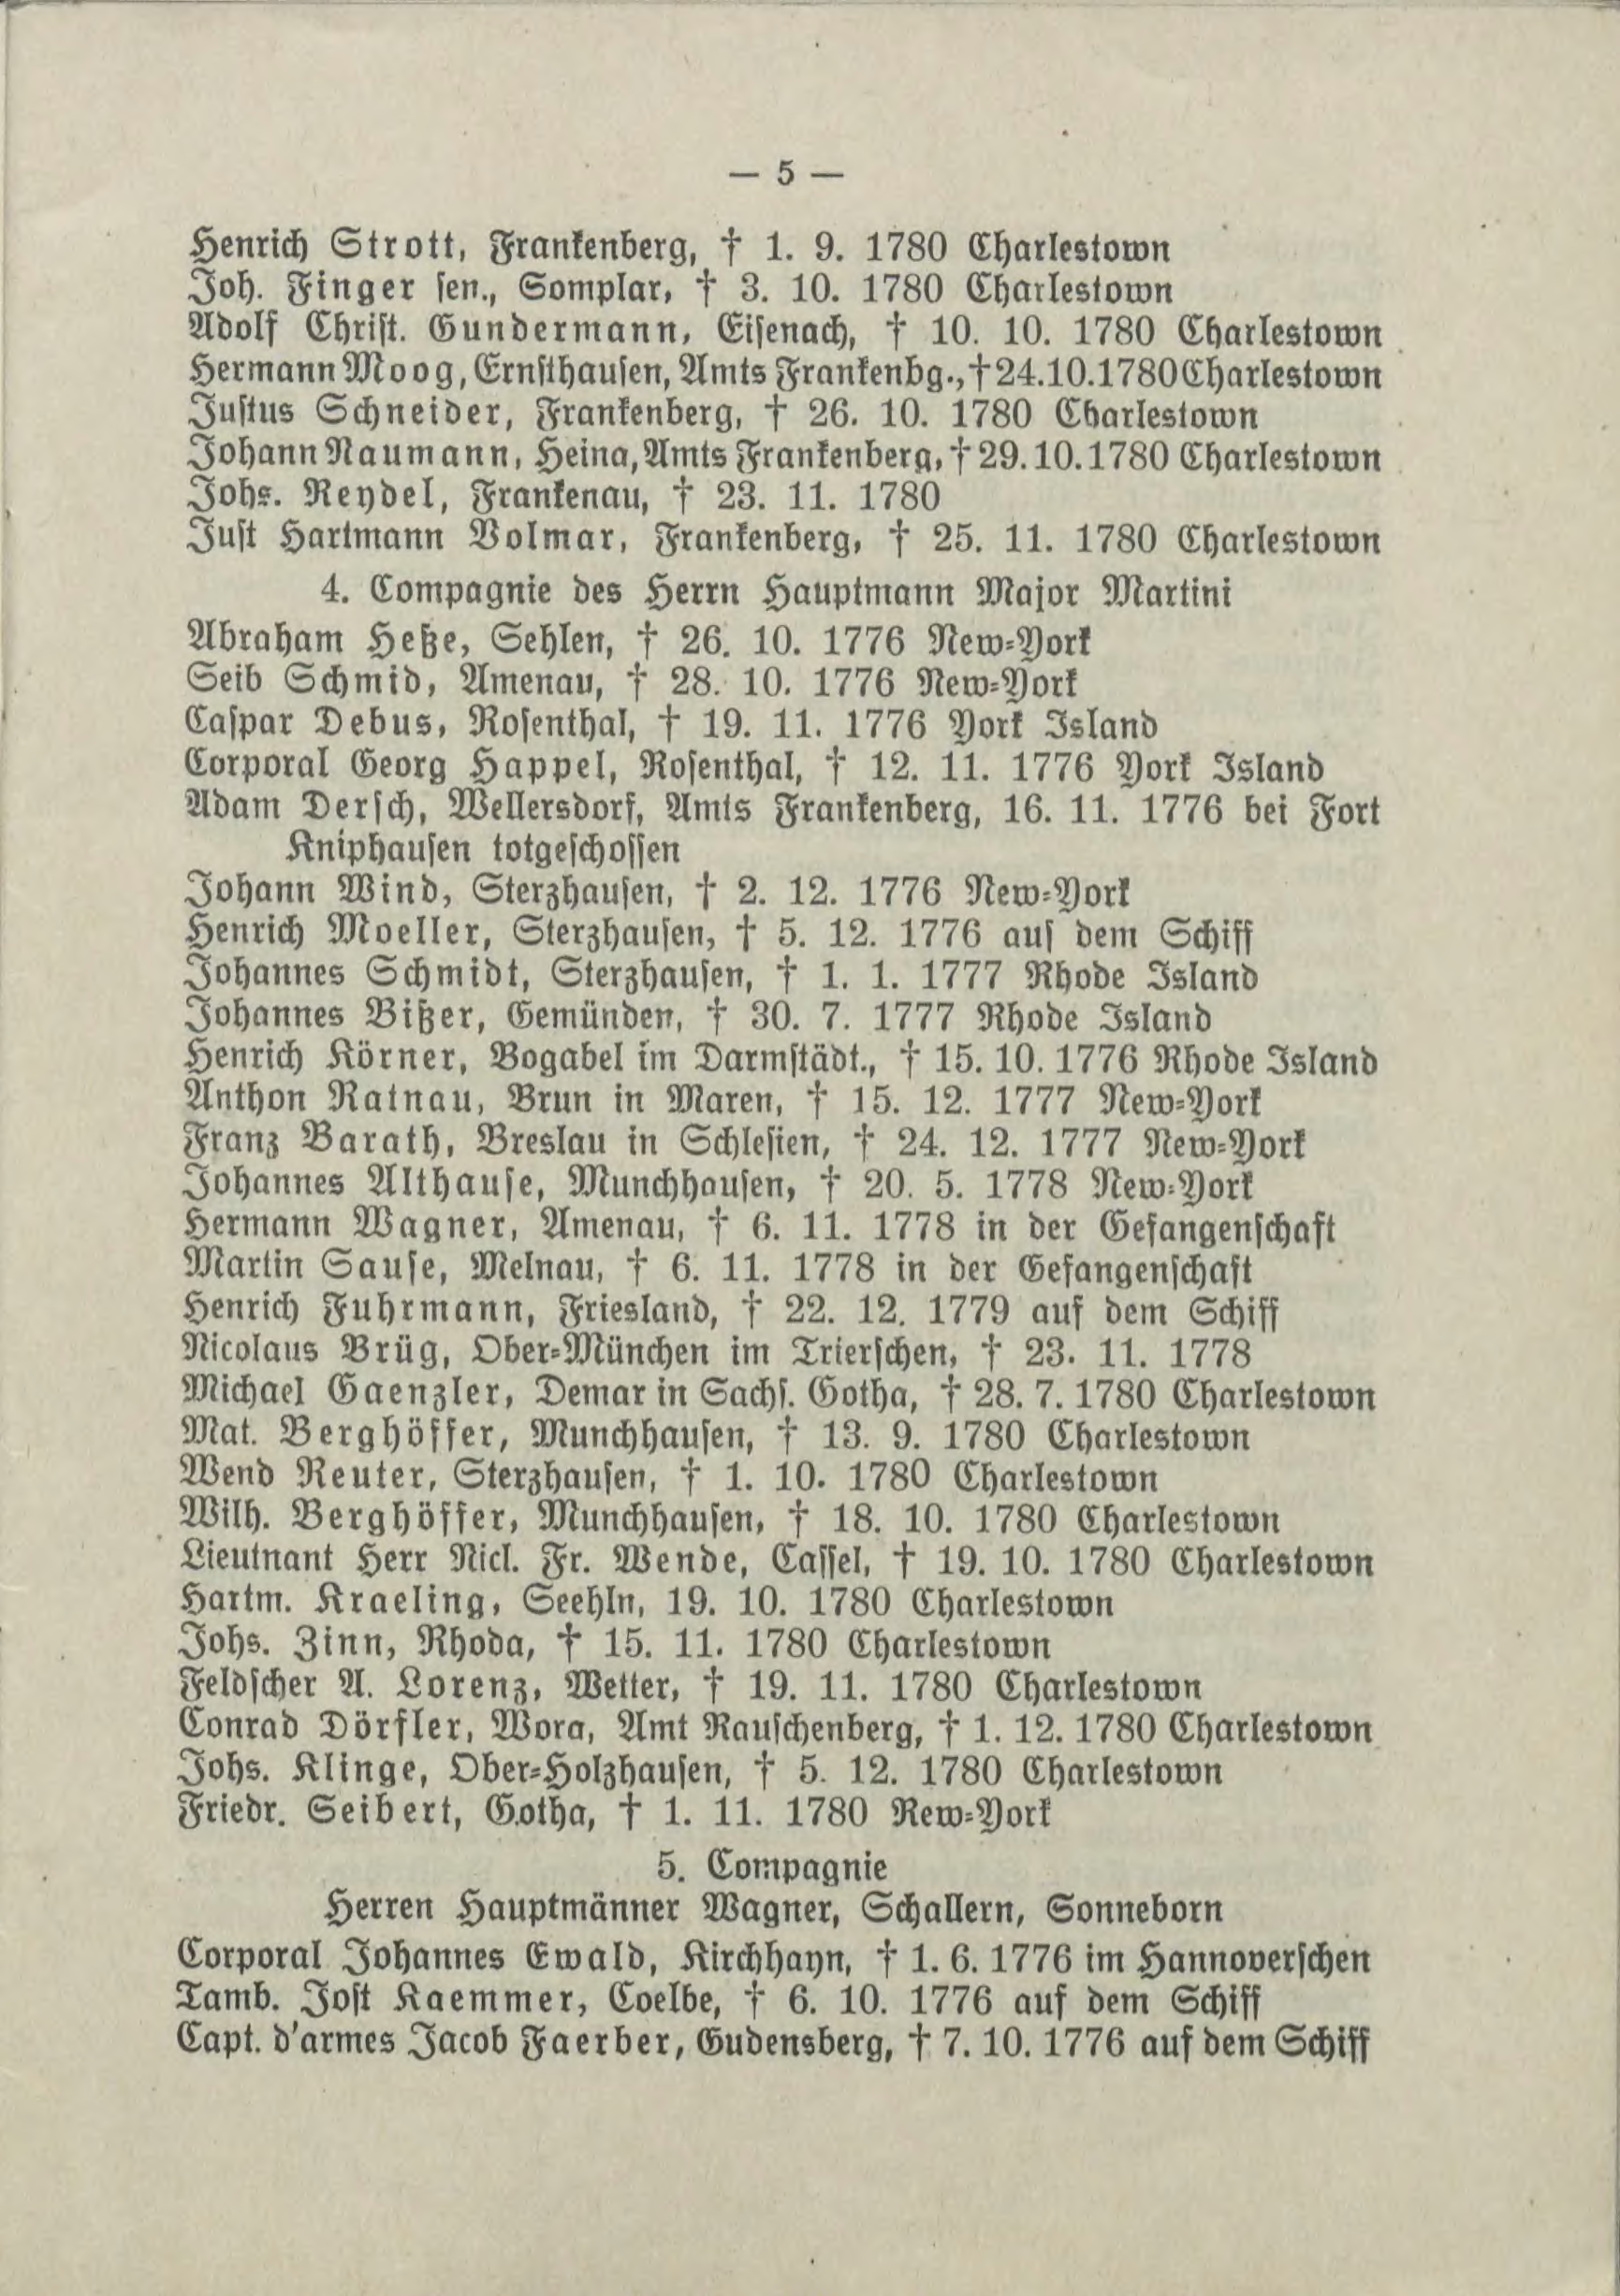 — 5 —
Henrich Strott, Frankenberg, † 1. 9. 1780 Charlestown
Joh. Finger sen., Somplar, † 3. 10. 1780 Charlestown
Adolf Christ. Gundermann, Eisenach, † 10. 10. 1780 Charlestown
Hermann Moog, Ernsthausen, Amts Frankenbg., † 24. 10. 1780 Charlestown
Justus Schneider, Frankenberg, † 26. 10. 1780 Charlestown
Johann Naumann, Heina, Amts Frankenberg, † 29. 10. 1780 Charlestown
Johs. Reydel, Frankenau, † 23. 11. 1780
Just Hartmann Volmar, Frankenberg, † 25. 11. 1780 Charlestown
4. Compagnie des Herrn Hauptmann Major Martini
Abraham Heße, Sehlen, † 26. 10. 1776 New-York
Seib Schmid, Amenau, † 28. 10. 1776 New-York
Caspar Debus, Rosenthal, † 19. 11. 1776 York Island
Corporal Georg Happel, Rosenthal, † 12. 11. 1776 York Island
Adam Dersch, Wellersdorf, Amts Frankenberg, 16. 11. 1776 bei Fort
Kniphausen totgeschossen
Johann Wind, Sterzhausen, † 2. 12. 1776 New-York
Henrich Moeller, Sterzhausen, † 5. 12. 1776 auf dem Schiff
Johannes Schmidt, Sterzhausen, † 1. 1. 1777 Rhode Island
Johannes Bißer, Gemünden, † 30. 7. 1777 Rhode Island
Henrich Körner, Vogabel im Darmstädt., † 15. 10. 1776 Rhode Island
Anthon Ratnau, Brun in Maren, † 15. 12. 1777 New-York
Franz Barath, Breslau in Schlesien, † 24. 12. 1777 New-York
Johannes Althause, Munchhausen, † 20. 5. 1778 New-York
Hermann Wagner, Amenau, † 6. 11. 1778 in der Gefangenschaft
Martin Sause, Melnau, † 6. 11. 1778 in der Gefangenschaft
Henrich Fuhrmann, Friesland, † 22. 12. 1779 auf dem Schiff
Nicolaus Brüg, Ober-München im Trierschen, † 23. 11. 1778
Michael Gaenzler, Demar in Sachs. Gotha, † 28. 7. 1780 Charlestown
Mat. Berghöffer, Munchhausen, † 13. 9. 1780 Charlestown
Wend Reuter, Sterzhausen, † 1. 10. 1780 Charlestown
Wilh. Berghöffer, Munchhausen, † 18. 10. 1780 Charlestown
Lieutnant Herr Nicl. Fr. Wende, Cassel, † 19. 10. 1780 Charlestown
Hartm. Kraeling, Seehln, 19. 10. 1780 Charlestown
Johs. Zinn, Rhoda, † 15. 11. 1780 Charlestown
Feldscher A. Lorenz, Wetter, † 19. 11. 1780 Charlestown
Conrad Dörfler, Wora, Amt Rauschenberg, † 1. 12. 1780 Charlestown
Johs. Klinge, Ober-Holzhausen, † 5. 12. 1780 Charlestown
Friedr. Seibert, Gotha, † 1. 11. 1780 Rew-York
5. Compagnie
Herren Hauptmänner Wagner, Schallern, Sonneborn
Corporal Johannes Ewald, Kirchhayn, † 1. 6. 1776 im Hannoverschen
Tamb. Jost Kaemmer, Coelbe, † 6. 10. 1776 auf dem Schiff
Capt. d'armes Jacob Faerber, Gudensberg, † 7. 10. 1776 auf dem Schiff